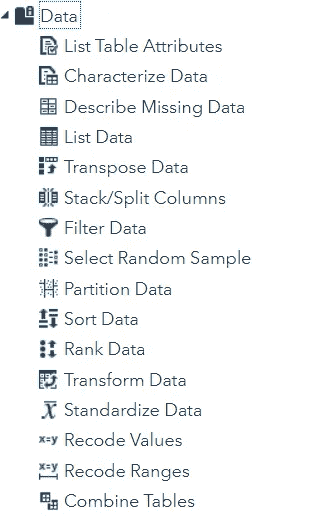 Data
List Table Attributes
Characterize Data
Describe Missing Data
List Data
Transpose Data
Stack/Split Columns
Filter Data
Select Random Sample
Partition Data
Sort Data
Rank Data
Transform Data
Standardize Data
Recode Values
Recode Ranges
Combine Tables